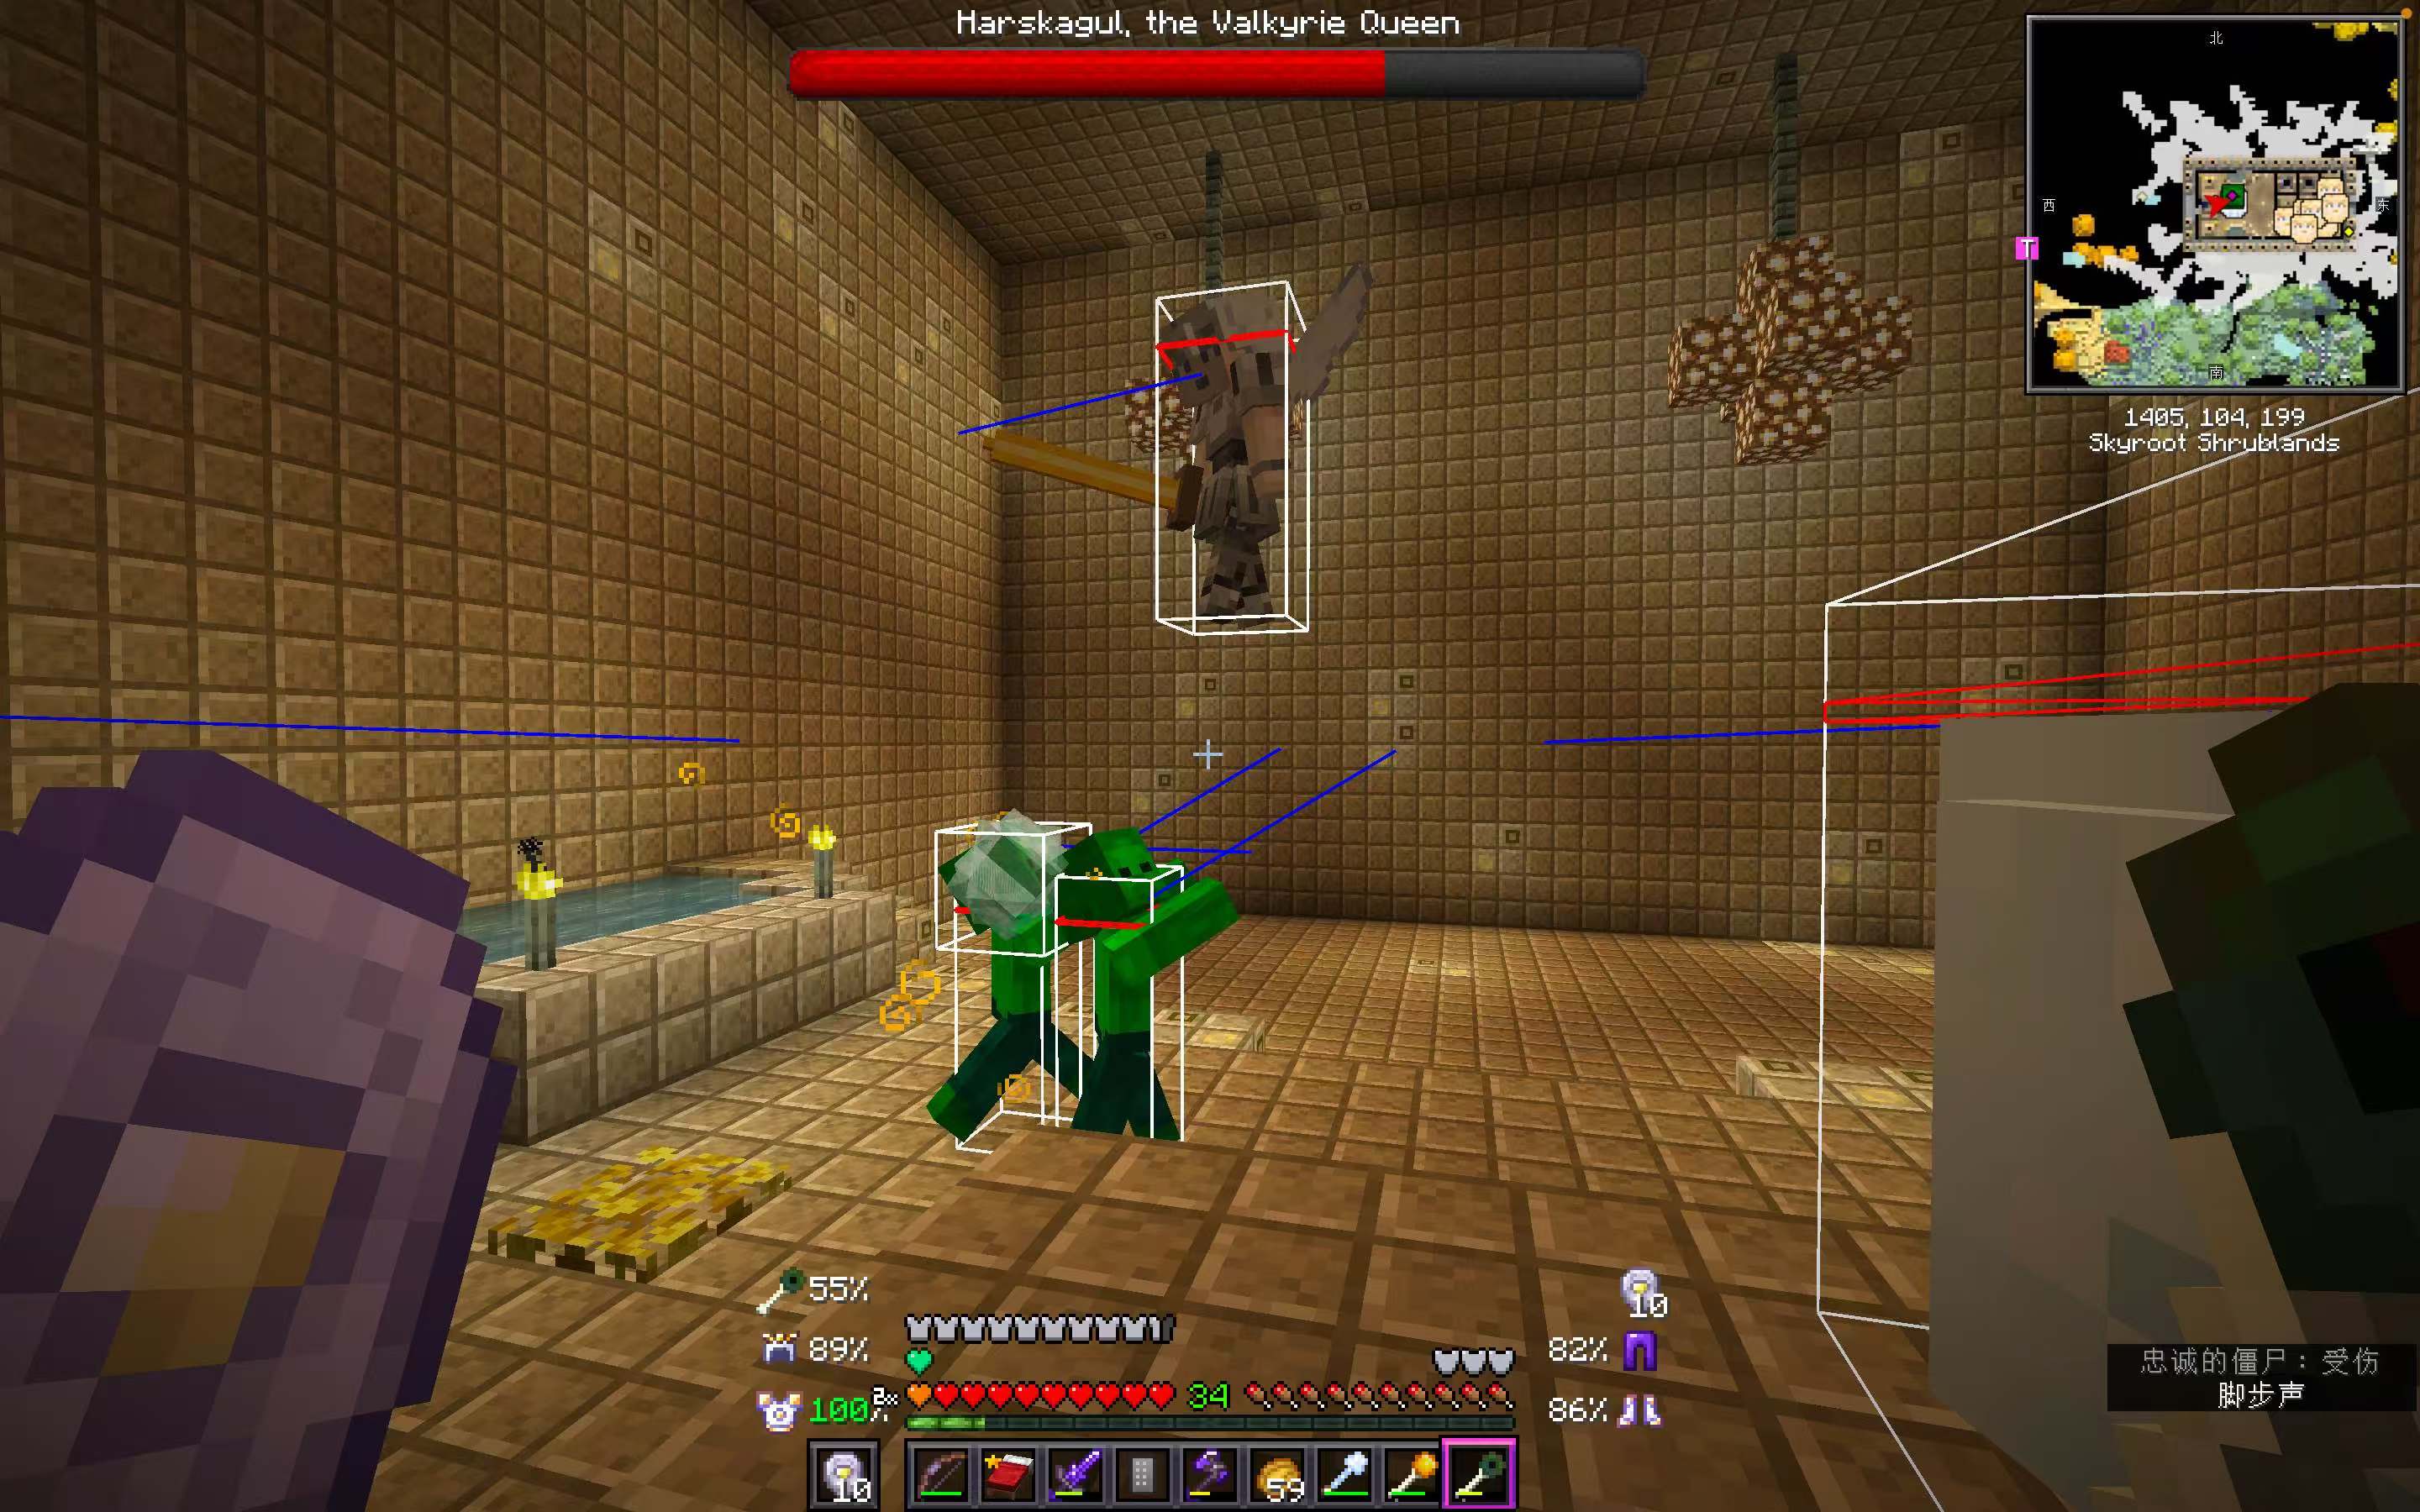 Harskagul, the Valkyrie Queen
北
西
东
T
南
1405, 104, 199
Skyroot Shrublands
55%
10
89%
82%
2x
34
100%
86%
忠诚的僵尸：受伤
脚步声
10
59